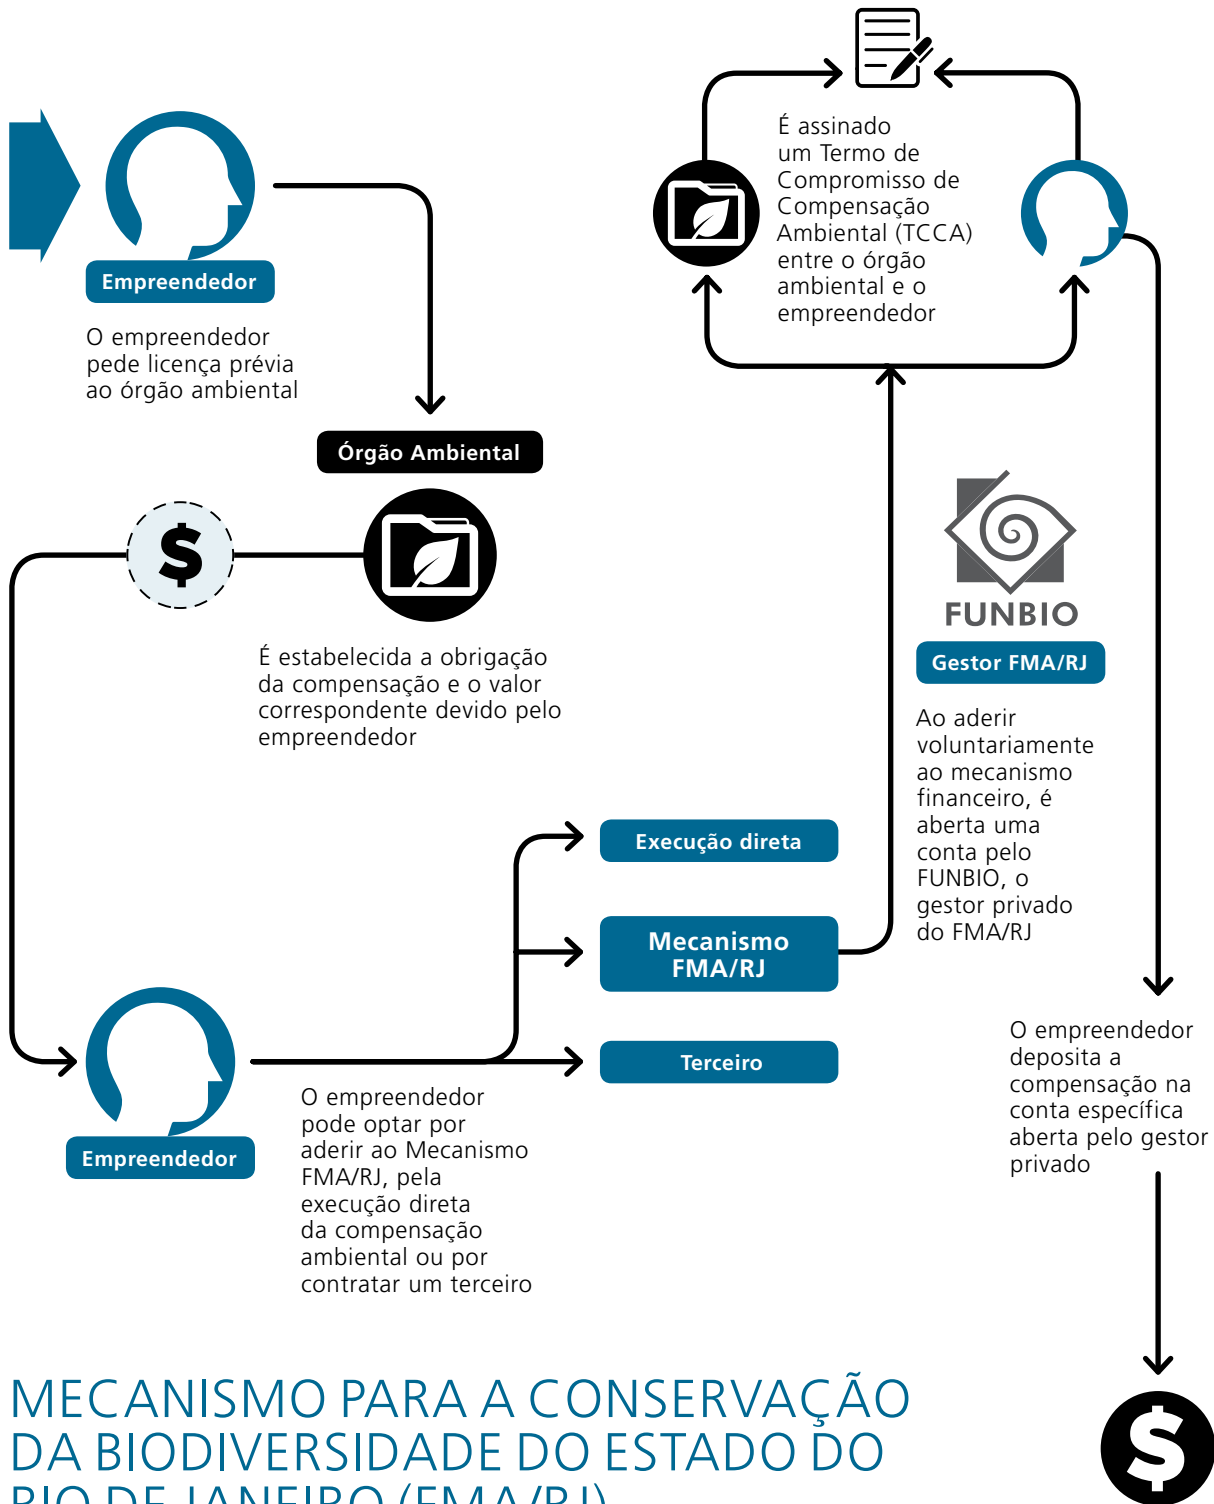 Empreendedor
O empreendedor
pede licença prévia
ao órgão ambiental
Órgão Ambiental
$
É estabelecida a obrigação
da compensação e o valor
correspondente devido pelo
empreendedor
Empreendedor
O empreendedor
pode optar por
aderir ao Mecanismo
FMA/RJ, pela
execução direta
da compensação
ambiental ou por
contratar um terceiro
Execução direta
Mecanismo
FMA/RJ
Terceiro
É assinado
um Termo de
Compromisso de
Compensação
Ambiental (TCCA)
entre o órgão
ambiental e o
empreendedor
FUNBIO
Gestor FMA/RJ
Ao aderir
voluntariamente
ao mecanismo
financeiro, é
aberta uma
conta pelo
FUNBIO, o
gestor privado
do FMA/RJ
O empreendedor
deposita a
compensação na
conta específica
aberta pelo gestor
privado
$
MECANISMO PARA A CONSERVAÇÃO
DA BIODIVERSIDADE DO ESTADO DO
RIO DE JANEIRO (FMA/RJ)